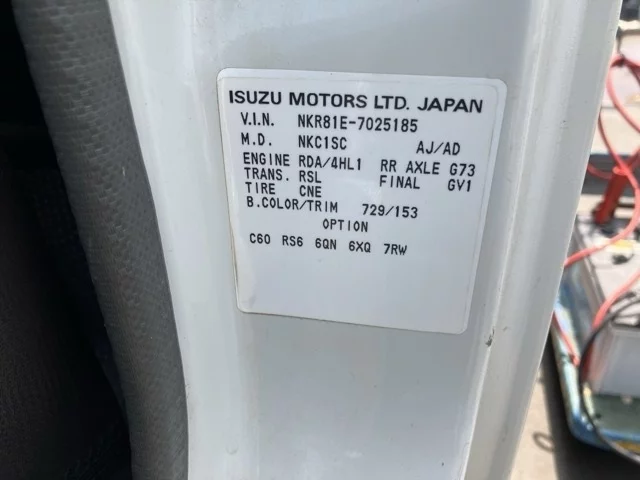 ISUZU MOTORS LTD. JAPAN
V.I.N. NKR81E-7025185
M.D. NKC1SC AJ/AD
ENGINE RDA/4HL1 RR AXLE G73
TRANS. RSL FINAL GV1
TIRE CNE
B.COLOR/TRIM 729/153
OPTION
C60 RS6 6QN 6XQ 7RW